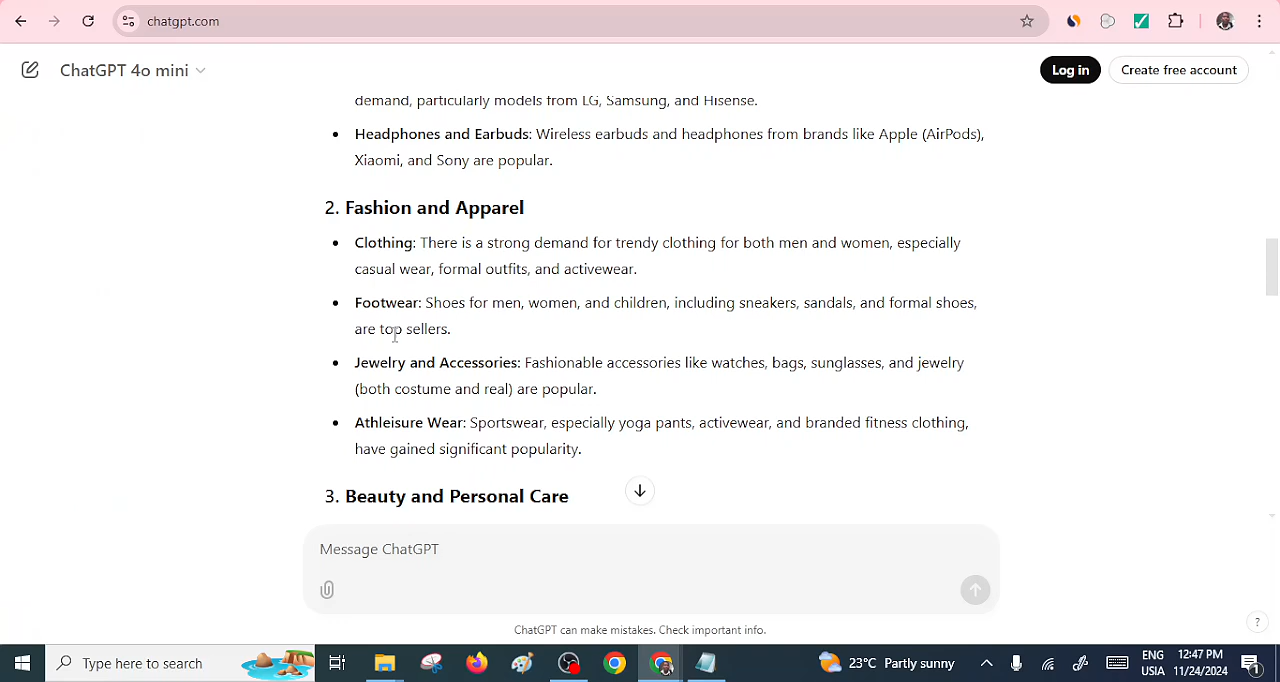 chatgpt.com
ChatGPT 4o mini
Log in
Create free account
demand, particularly models from LG, Samsung, and Hisense.
• Headphones and Earbuds: Wireless earbuds and headphones from brands like Apple (AirPods),
Xiaomi, and Sony are popular.
2. Fashion and Apparel
• Clothing: There is a strong demand for trendy clothing for both men and women, especially
casual wear, formal outfits, and activewear.
• Footwear: Shoes for men, women, and children, including sneakers, sandals, and formal shoes,
are top sellers.
• Jewelry and Accessories: Fashionable accessories like watches, bags, sunglasses, and jewelry
(both costume and real) are popular.
• Athleisure Wear: Sportswear, especially yoga pants, activewear, and branded fitness clothing,
have gained significant popularity.
3. Beauty and Personal Care
Message ChatGPT
ChatGPT can make mistakes. Check important info.
?
Type here to search
23°C Partly sunny
ENG
USIA
12:47 PM
11/24/2024
1